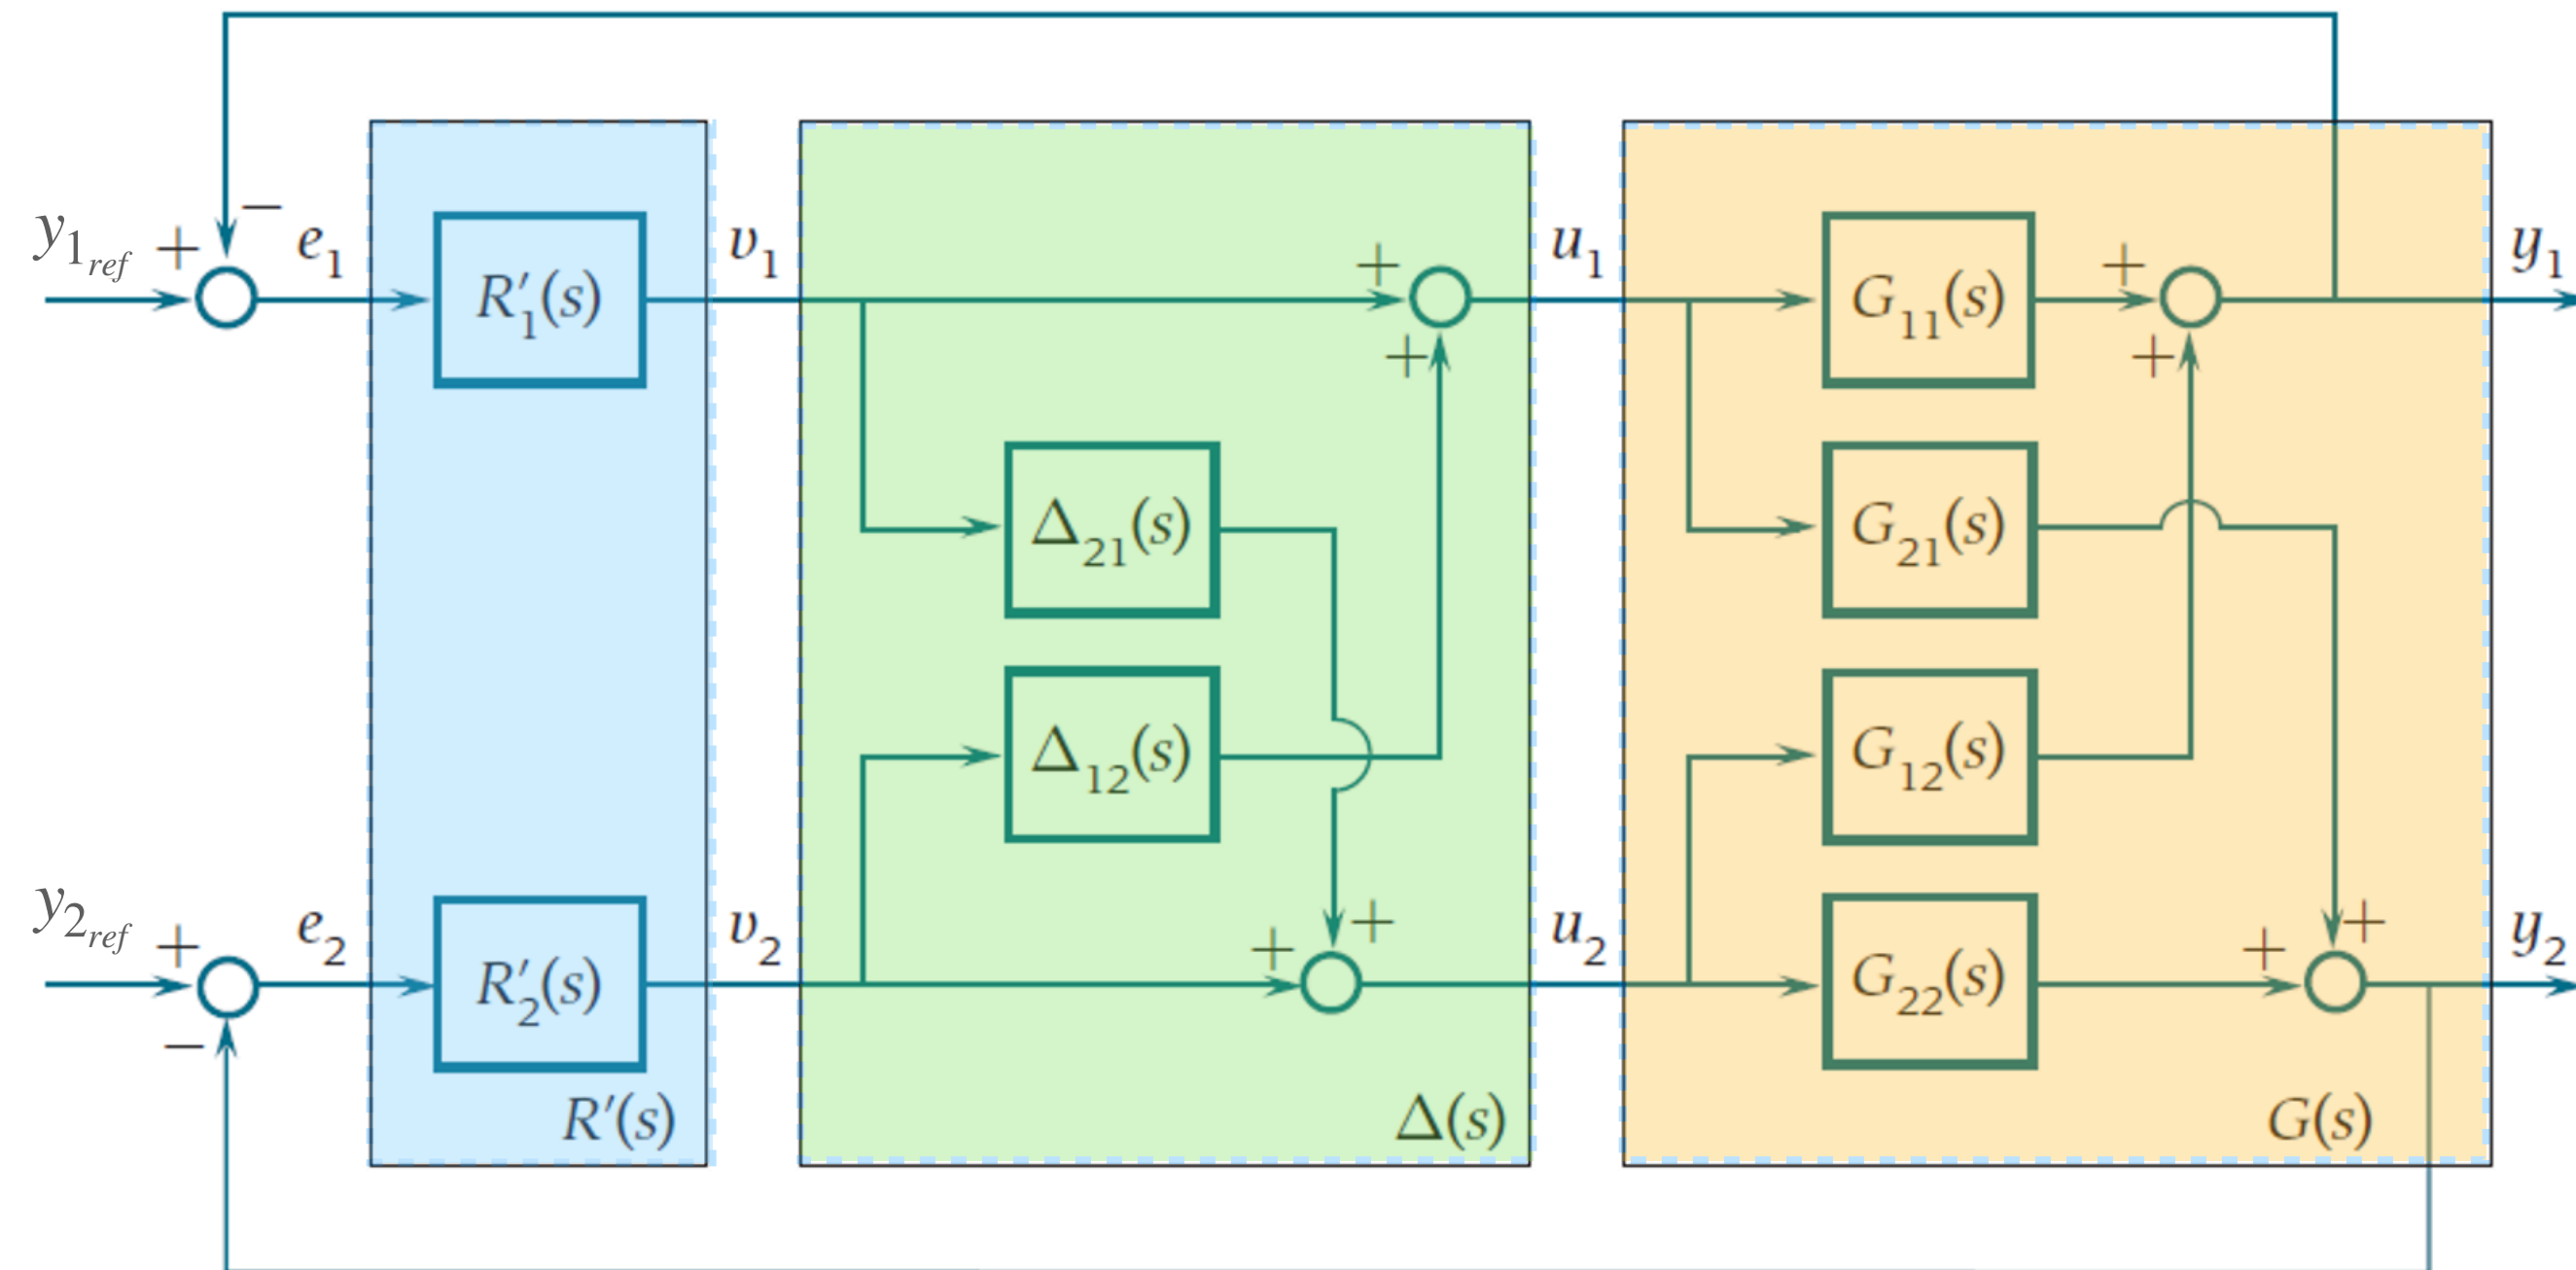 y1ref + − e1 R′1(s) v1 + + u1 G11(s) + + y1
Δ21(s) G21(s)
Δ12(s) G12(s)
y2ref + − e2 R′2(s) v2 + + u2 G22(s) + + y2
R′(s) Δ(s) G(s)